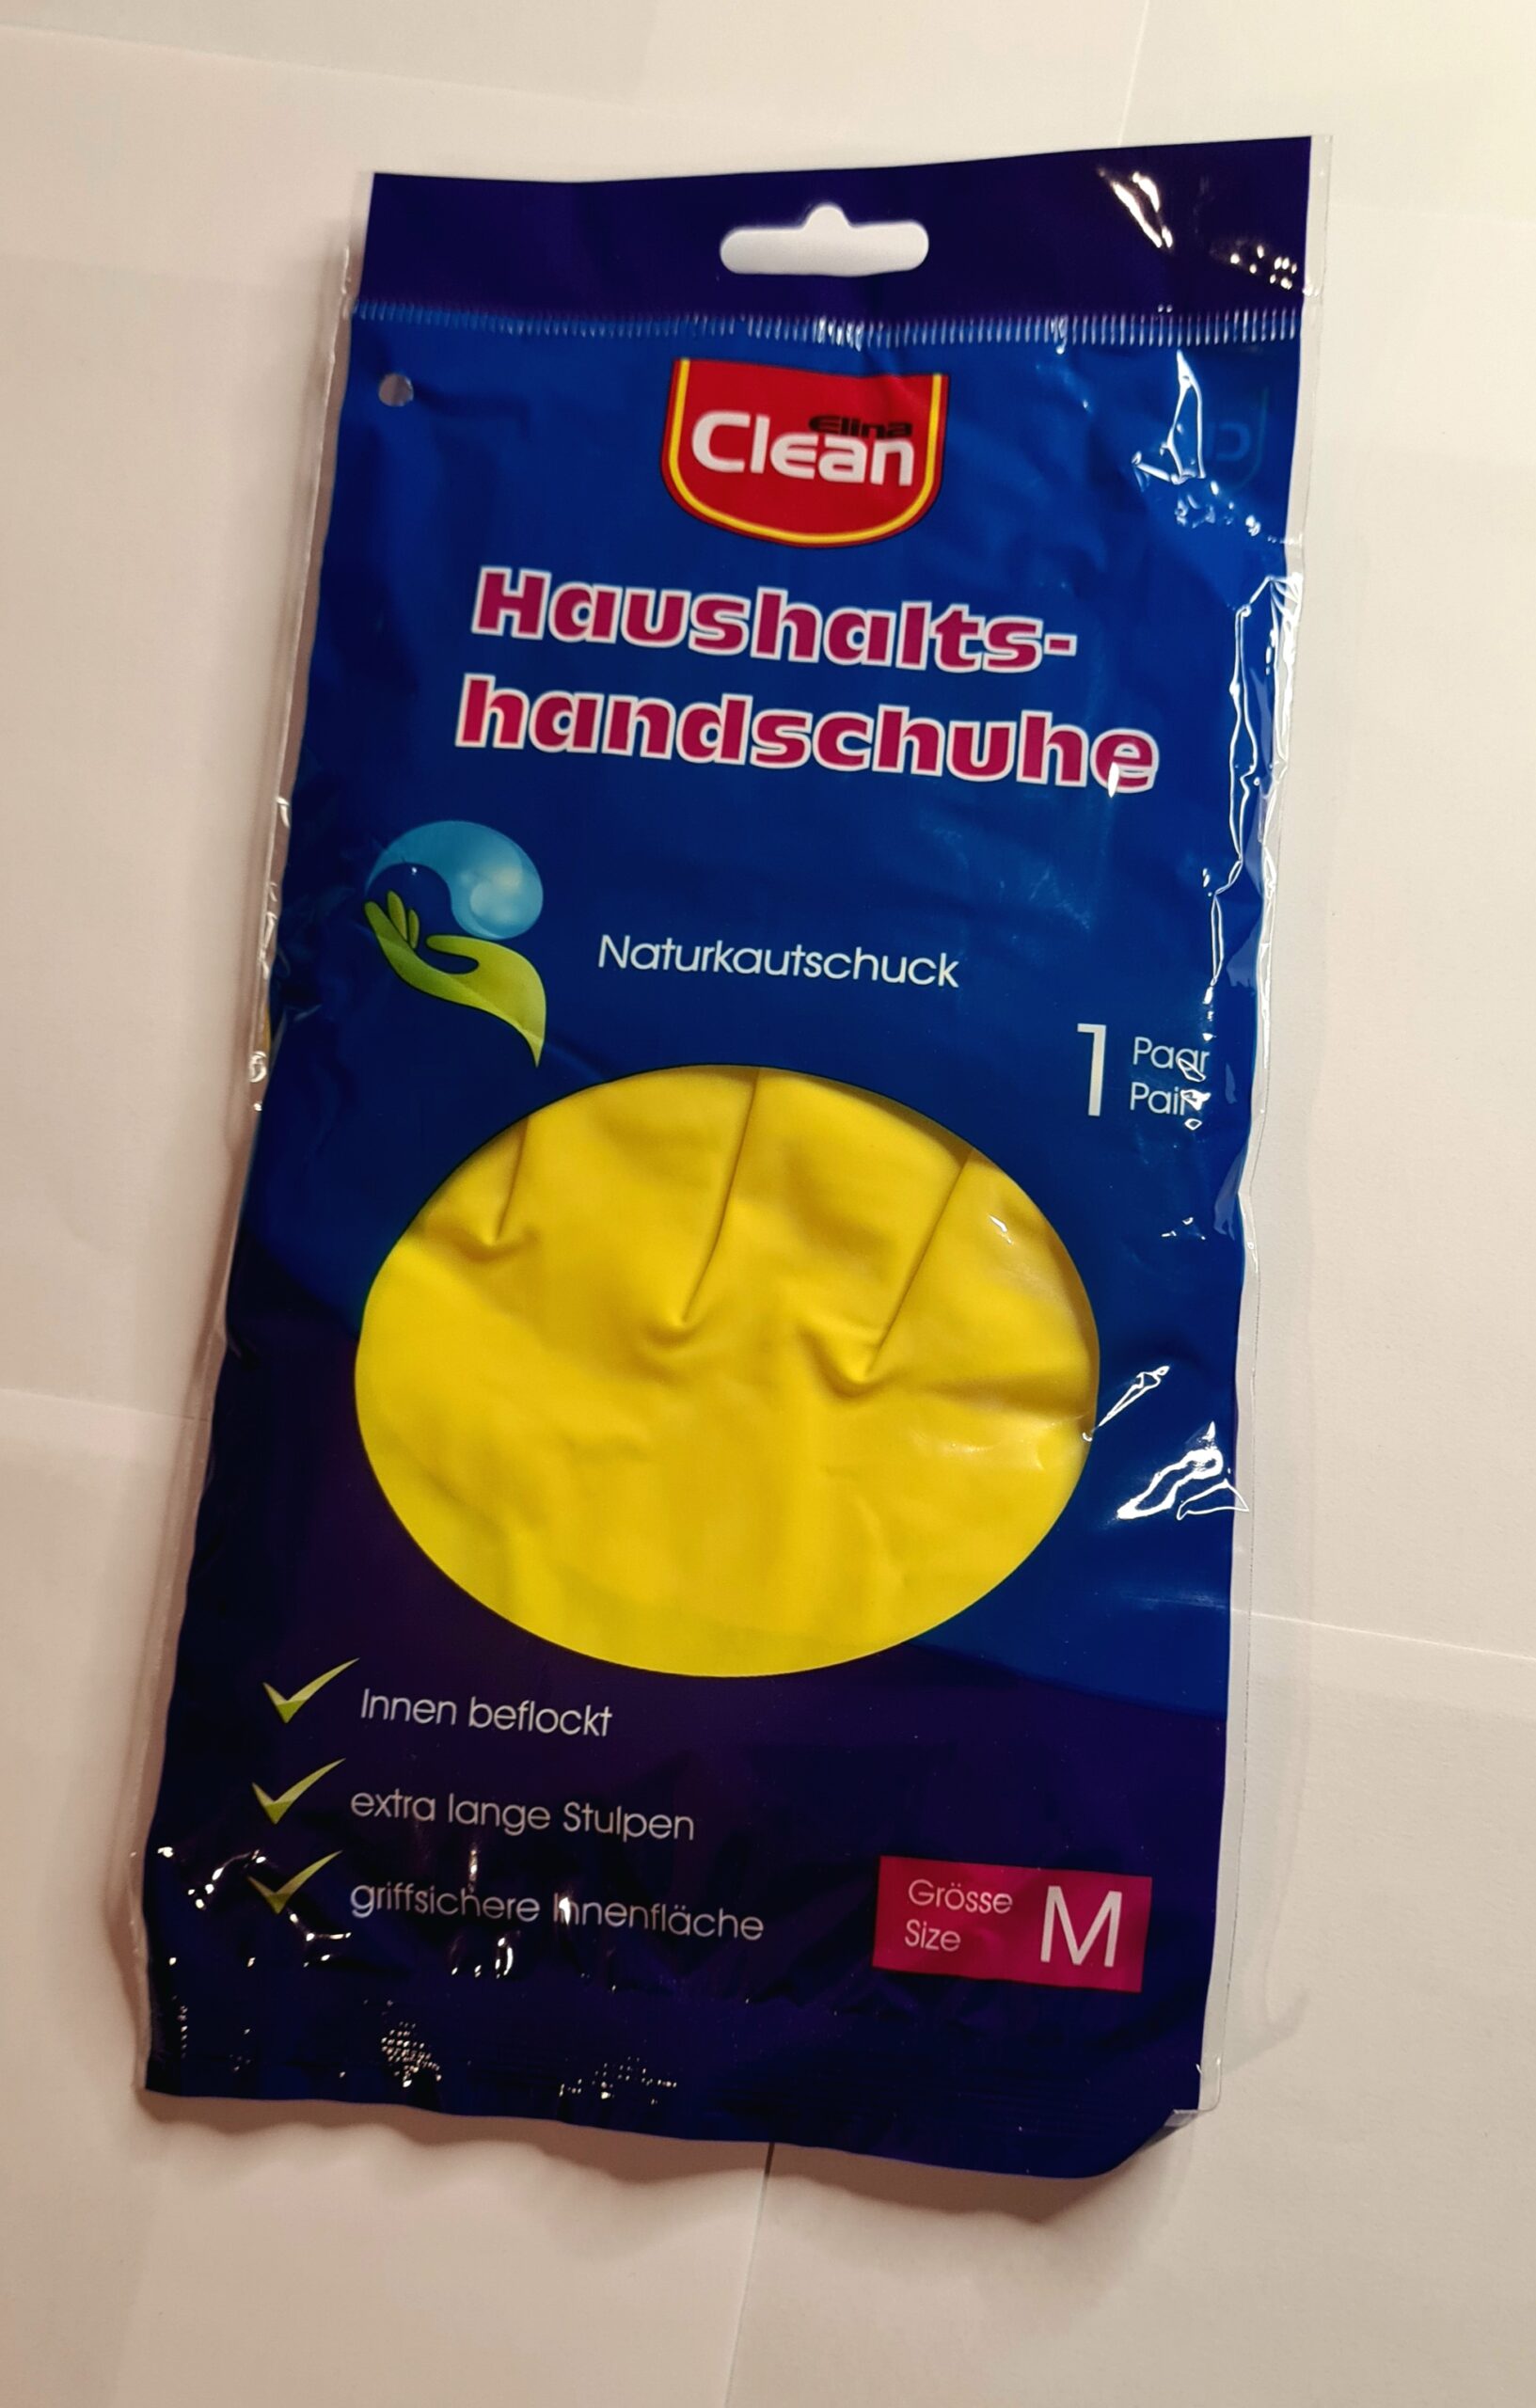 Elina
Clean
Haushalts-
handschuhe
Naturkautschuck
1 Paar
Pair
Innen beflockt
extra lange Stulpen
griffsichere Innenfläche
Grösse
Size
M